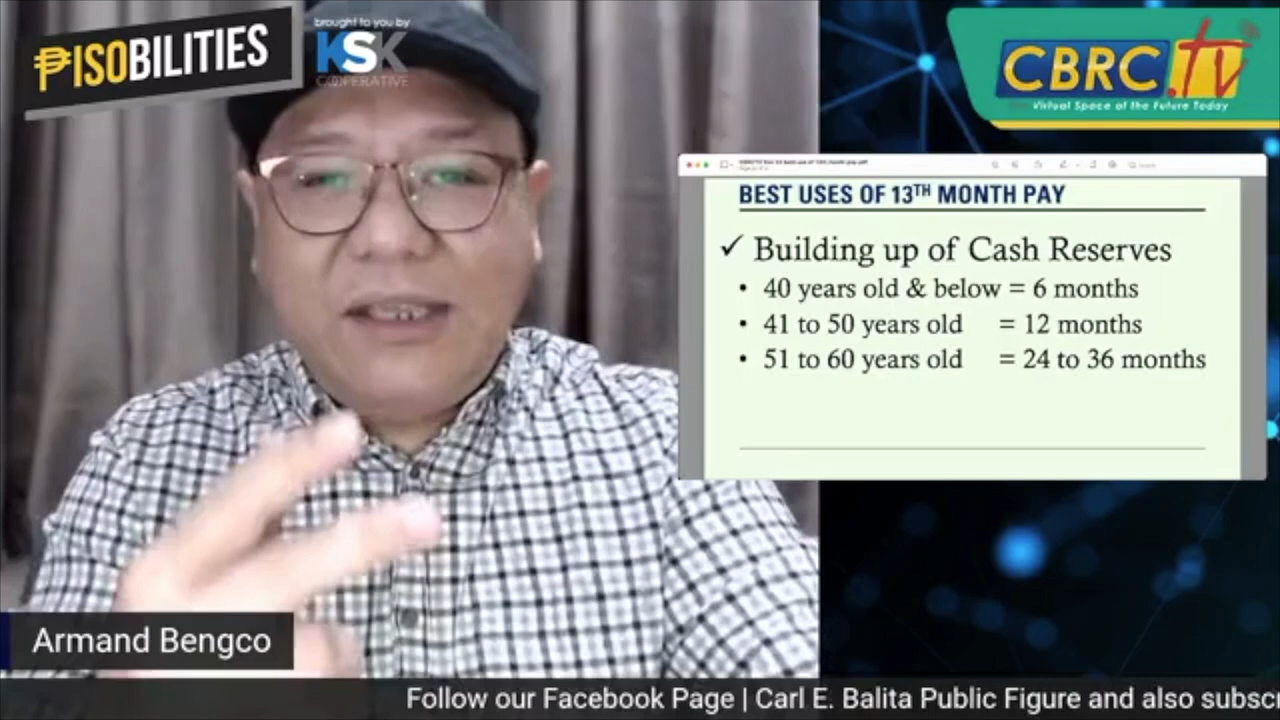 ₱ISOBILITIES
brought to you by
KSK
COOPERATIVE
CBRC.tv
Virtual Space of the Future Today
BEST USES OF 13TH MONTH PAY
✓ Building up of Cash Reserves
• 40 years old & below = 6 months
• 41 to 50 years old = 12 months
• 51 to 60 years old = 24 to 36 months
Armand Bengco
Follow our Facebook Page | Carl E. Balita Public Figure and also subsc